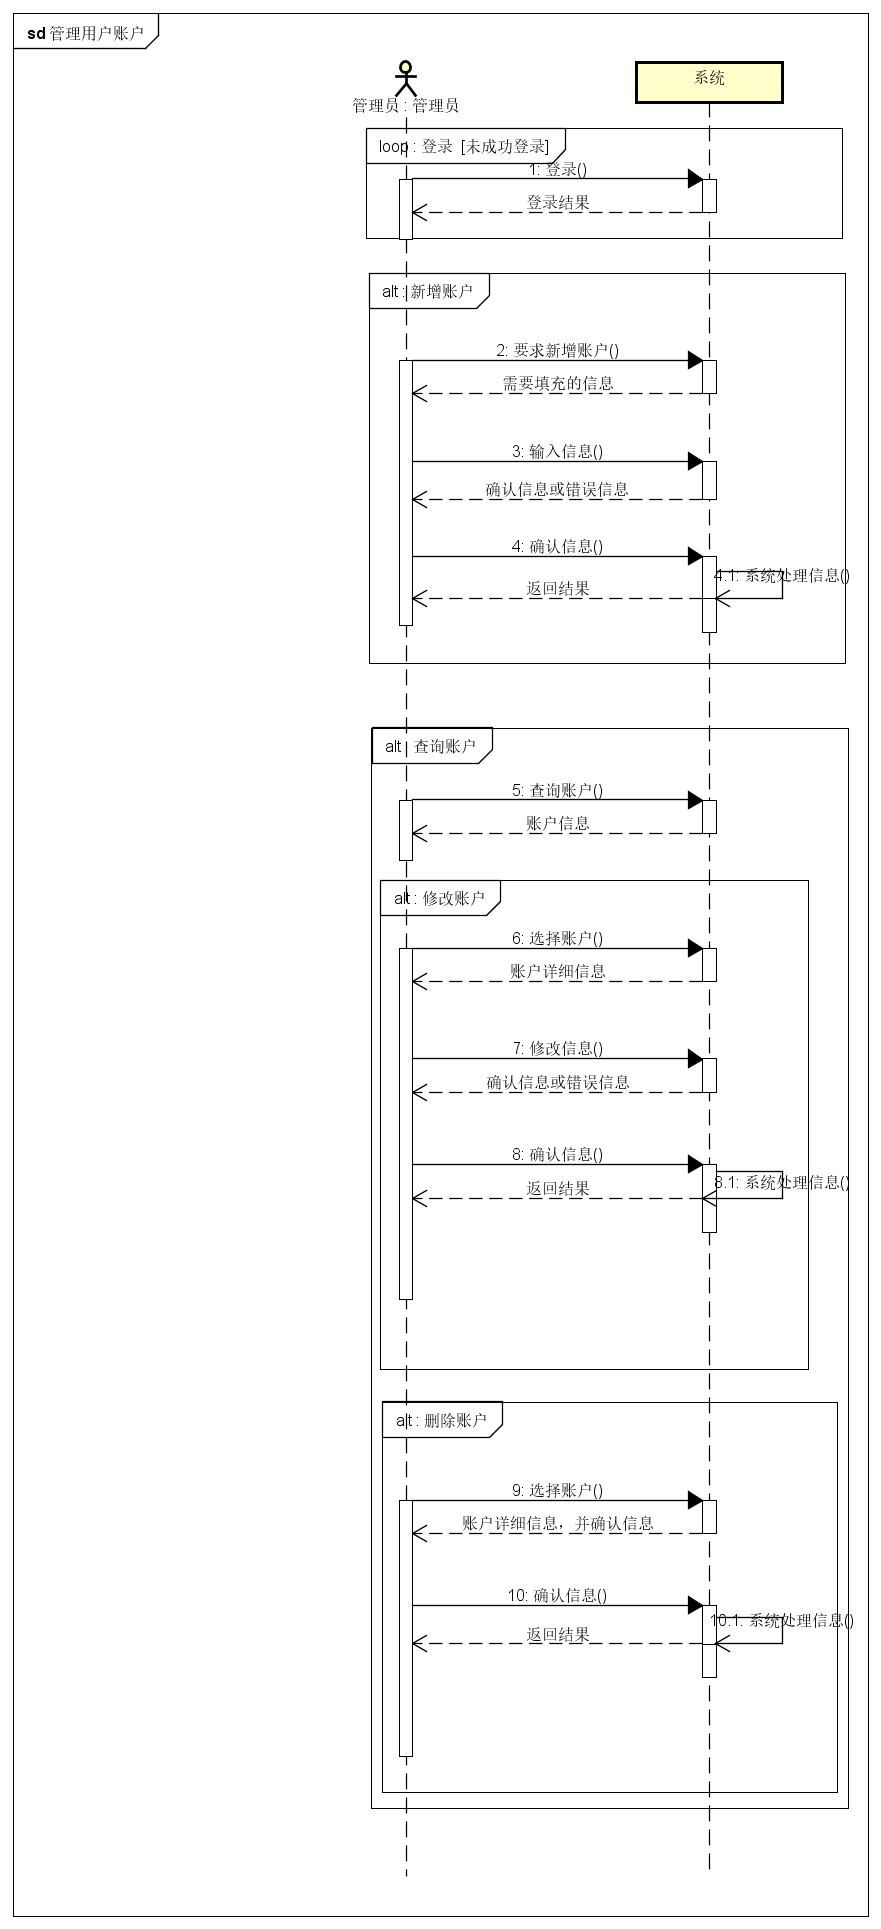 sd 管理用户账户
管理员 : 管理员
系统
loop : 登录 [未成功登录]
1: 登录()
登录结果
alt : 新增账户
2: 要求新增账户()
需要填充的信息
3: 输入信息()
确认信息或错误信息
4: 确认信息()
4.1: 系统处理信息()
返回结果
alt : 查询账户
5: 查询账户()
账户信息
alt : 修改账户
6: 选择账户()
账户详细信息
7: 修改信息()
确认信息或错误信息
8: 确认信息()
8.1: 系统处理信息()
返回结果
alt : 删除账户
9: 选择账户()
账户详细信息，并确认信息
10: 确认信息()
10.1: 系统处理信息()
返回结果